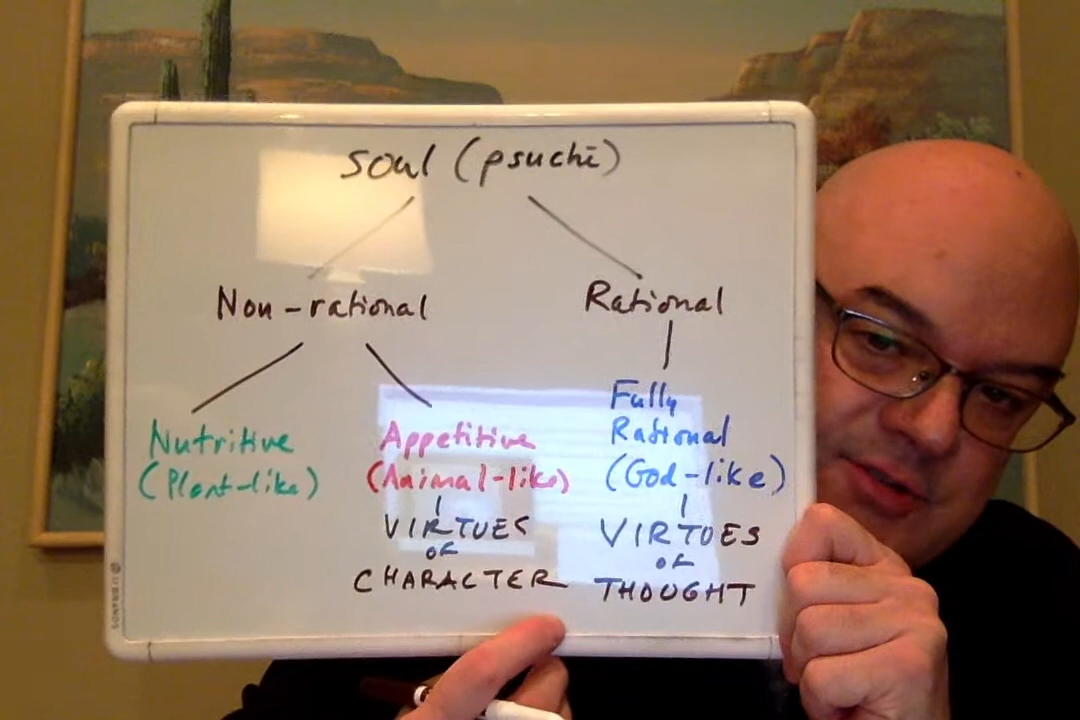 soul (psuchē)
Non-rational
Rational
Nutritive
(Plant-like)
Appetitive
(Animal-like)
VIRTUES
OF
CHARACTER
Fully
Rational
(God-like)
VIRTUES
OF
THOUGHT
U BRANDS